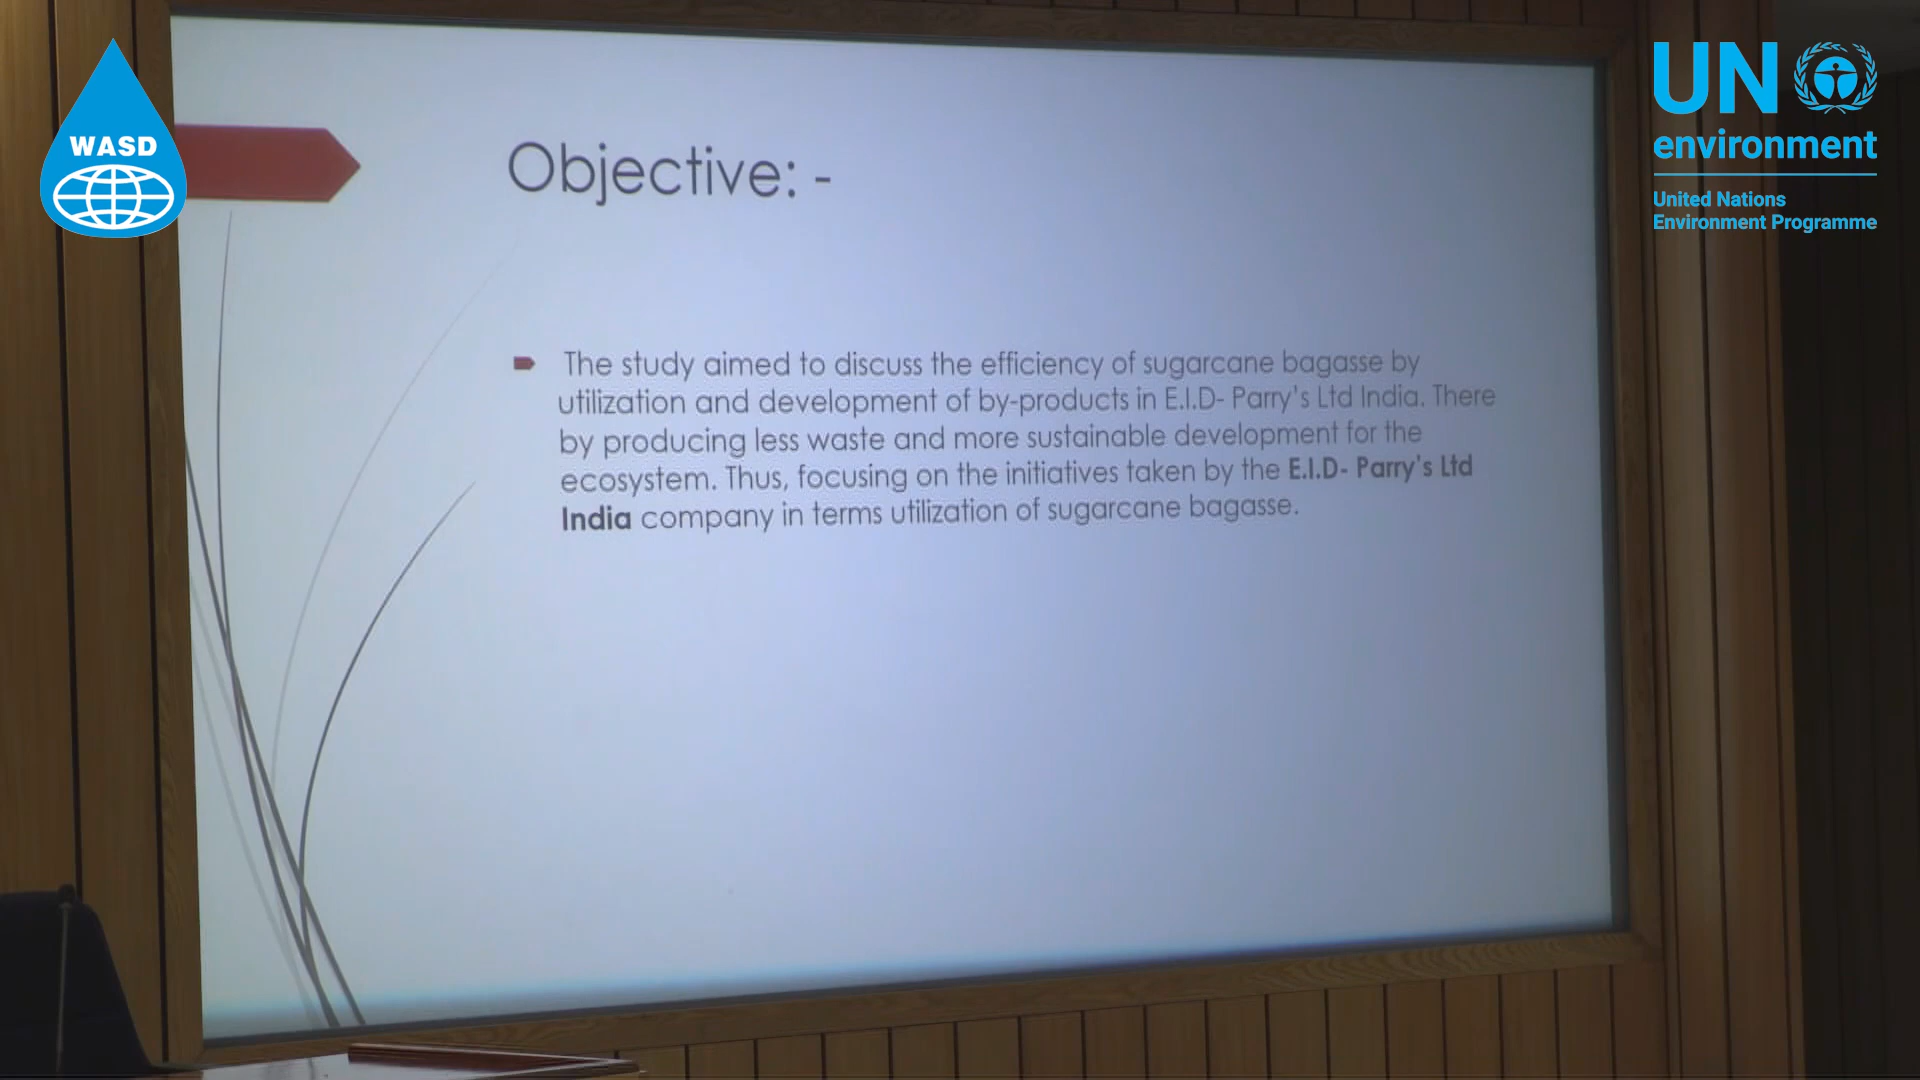 WASD
UN
environment
United Nations
Environment Programme
Objective: -
The study aimed to discuss the efficiency of sugarcane bagasse by
utilization and development of by-products in E.I.D- Parry's Ltd India. There
by producing less waste and more sustainable development for the
ecosystem. Thus, focusing on the initiatives taken by the E.I.D- Parry's Ltd
India company in terms utilization of sugarcane bagasse.